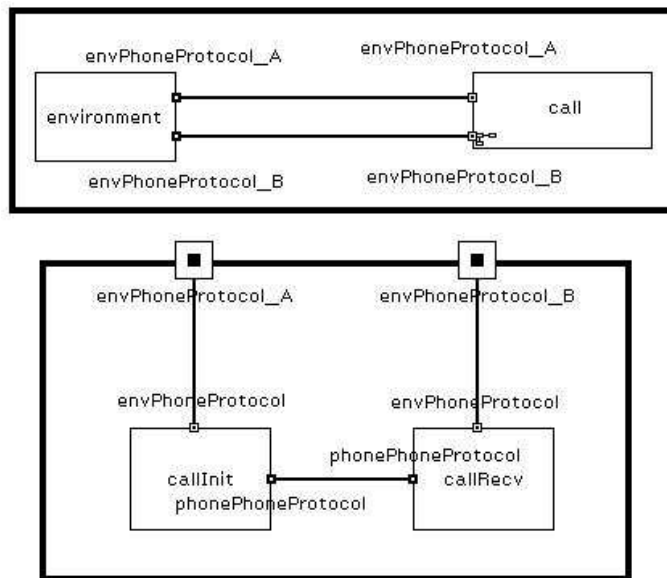 envPhoneProtocol_A
envPhoneProtocol_A
environment
call
envPhoneProtocol_B
envPhoneProtocol_B
envPhoneProtocol_A
envPhoneProtocol_B
envPhoneProtocol
envPhoneProtocol
phonePhoneProtocol
callInit
callRecv
phonePhoneProtocol